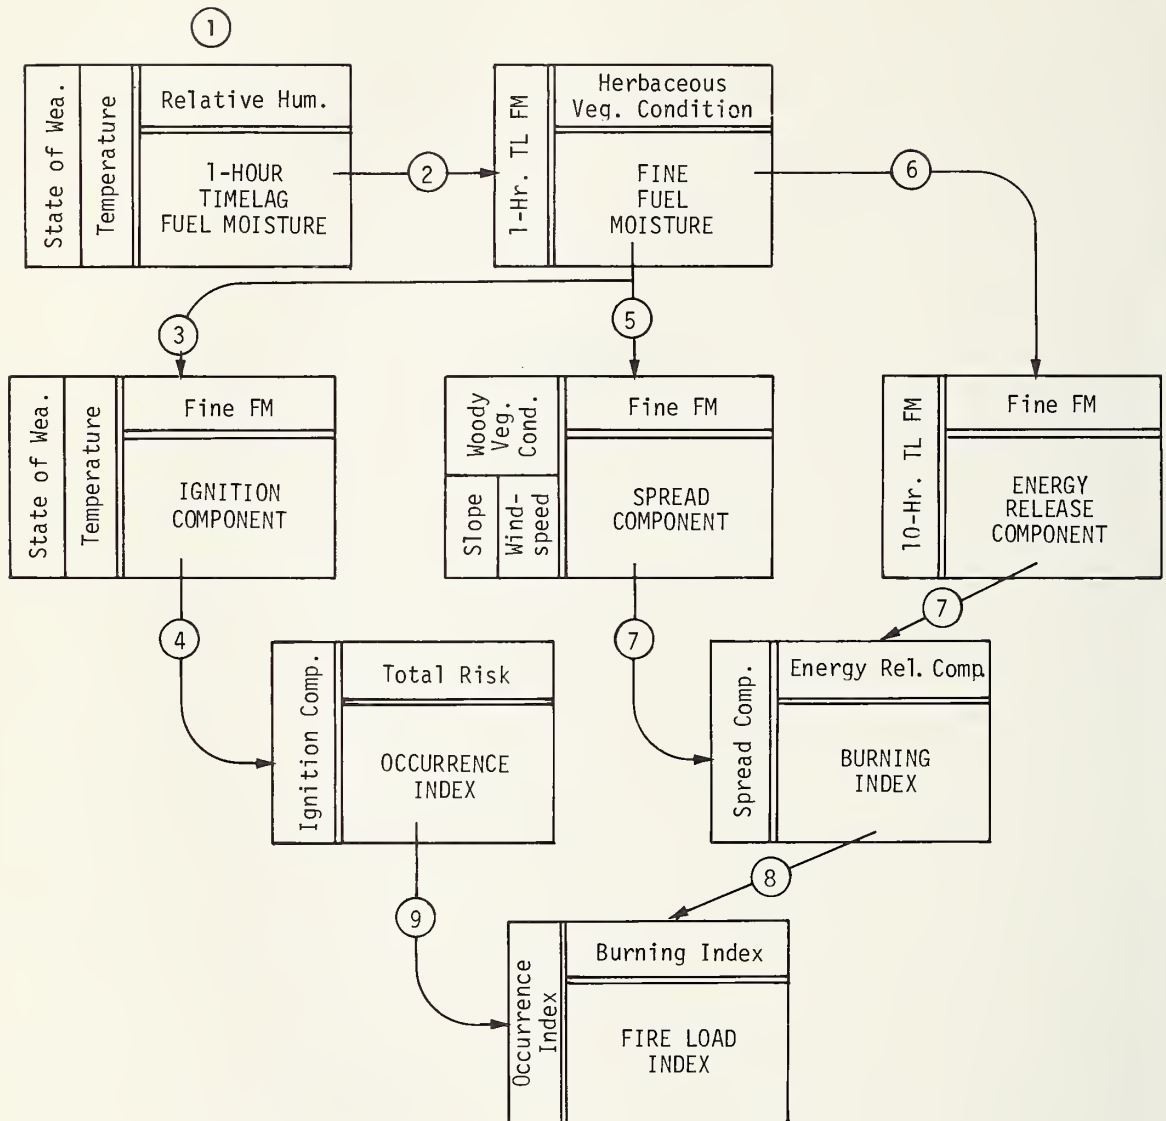 1
State of Wea.
Temperature
Relative Hum.
1-HOUR
TIMELAG
FUEL MOISTURE
2
1-Hr. TL FM
Herbaceous
Veg. Condition
FINE
FUEL
MOISTURE
6
3
5
State of Wea.
Temperature
Fine FM
IGNITION
COMPONENT
Woody
Veg.
Cond.
Slope
Wind-
speed
Fine FM
SPREAD
COMPONENT
10-Hr. TL FM
Fine FM
ENERGY
RELEASE
COMPONENT
4
7
7
Ignition Comp.
Total Risk
OCCURRENCE
INDEX
Spread Comp.
Energy Rel. Comp.
BURNING
INDEX
9
8
Occurrence
Index
Burning Index
FIRE LOAD
INDEX